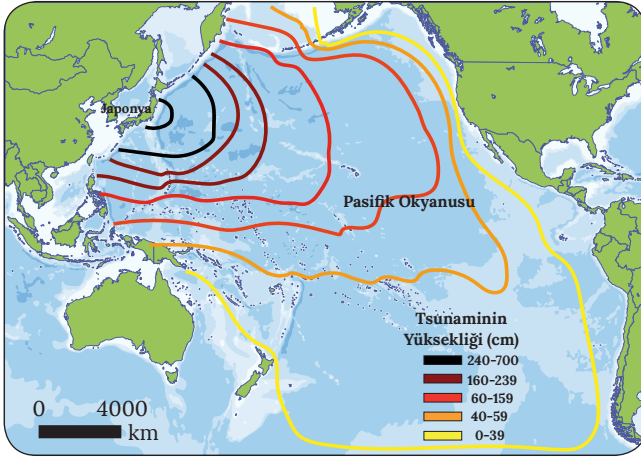 Japonya
Pasifik Okyanusu
Tsunaminin
Yüksekliği (cm)
240-700
160-239
60-159
40-59
0-39
0 4000
km